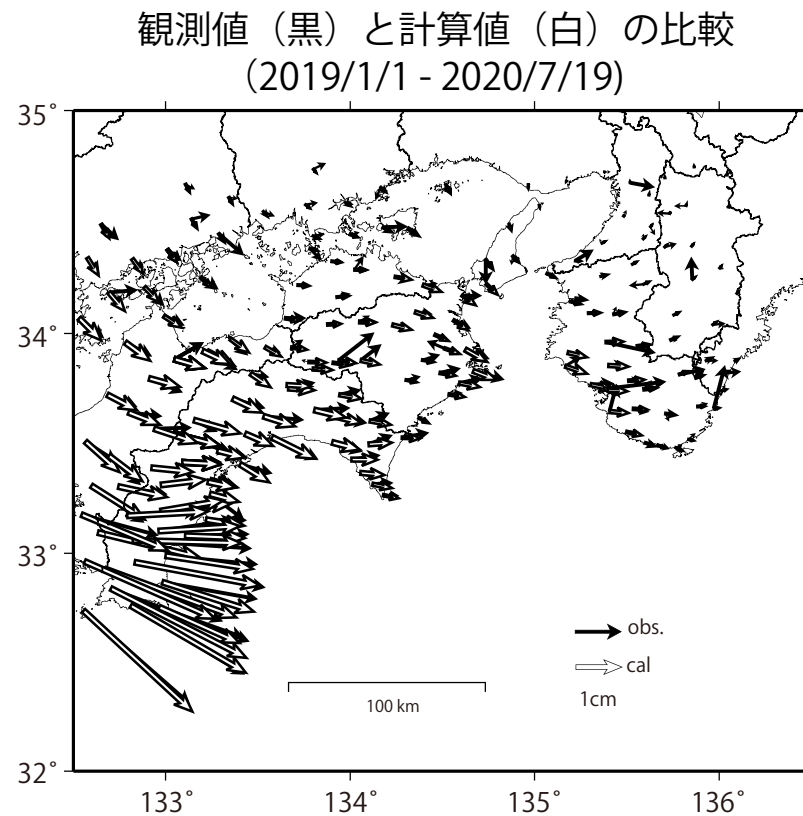 観測値（黒）と計算値（白）の比較
（2019/1/1 - 2020/7/19)
35˚
34˚
33˚
32˚
obs.
cal
1cm
100 km
133˚ 134˚ 135˚ 136˚